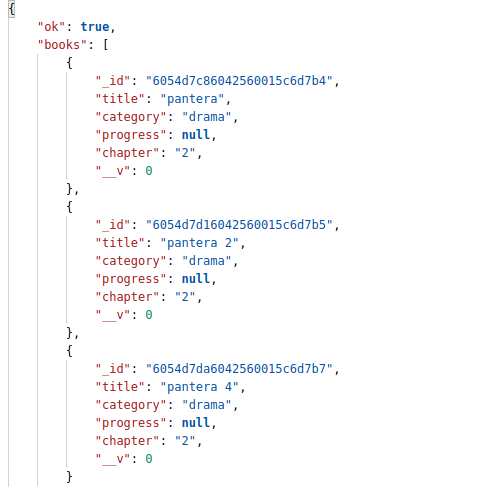 {
    "ok": true,
    "books": [
        {
            "_id": "6054d7c86042560015c6d7b4",
            "title": "pantera",
            "category": "drama",
            "progress": null,
            "chapter": "2",
            "__v": 0
        },
        {
            "_id": "6054d7d16042560015c6d7b5",
            "title": "pantera 2",
            "category": "drama",
            "progress": null,
            "chapter": "2",
            "__v": 0
        },
        {
            "_id": "6054d7da6042560015c6d7b7",
            "title": "pantera 4",
            "category": "drama",
            "progress": null,
            "chapter": "2",
            "__v": 0
        }